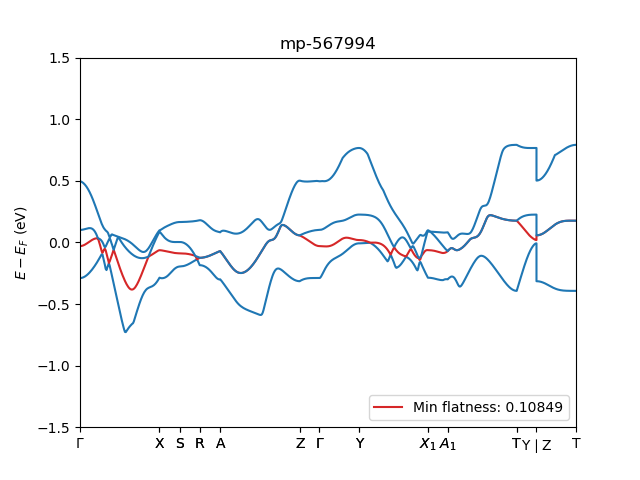 mp-567994
E − E_F (eV)
1.5
1.0
0.5
0.0
−0.5
−1.0
−1.5
Min flatness: 0.10849
Γ X S R A Z Γ Y X₁ A₁ T Y | Z T